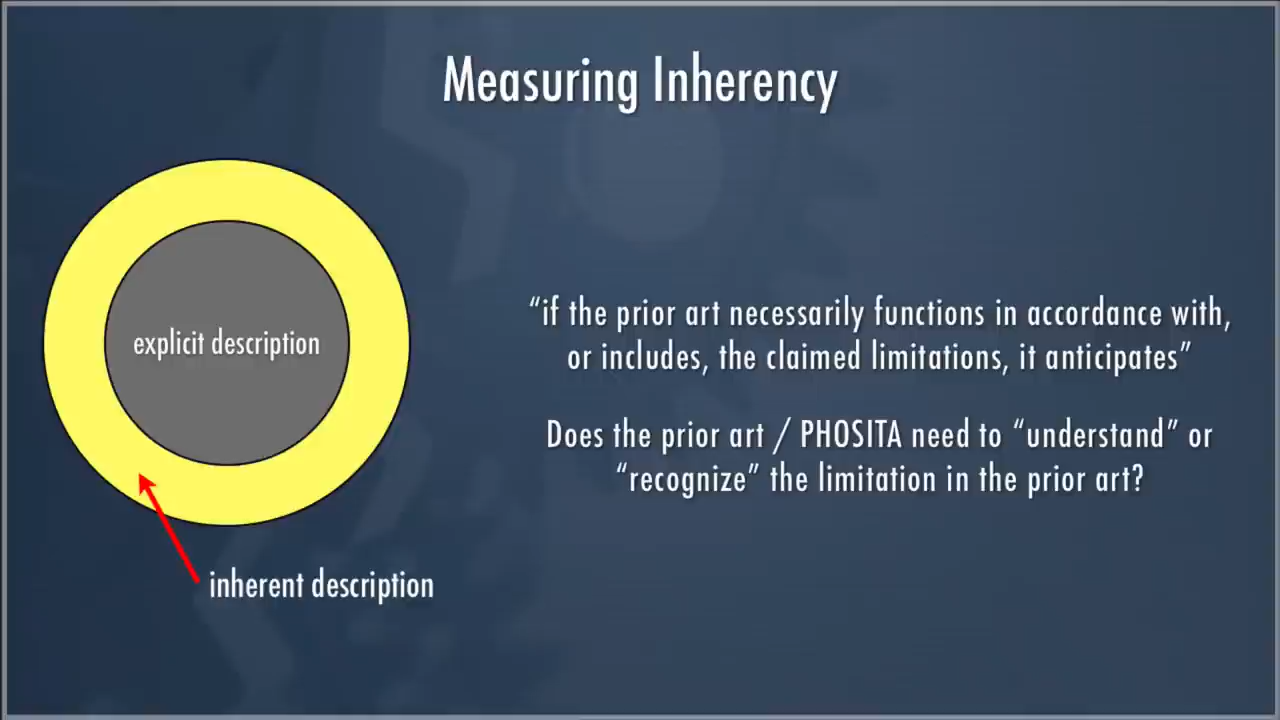 Measuring Inherency
explicit description
“if the prior art necessarily functions in accordance with,
or includes, the claimed limitations, it anticipates”
Does the prior art / PHOSITA need to “understand” or
“recognize” the limitation in the prior art?
inherent description